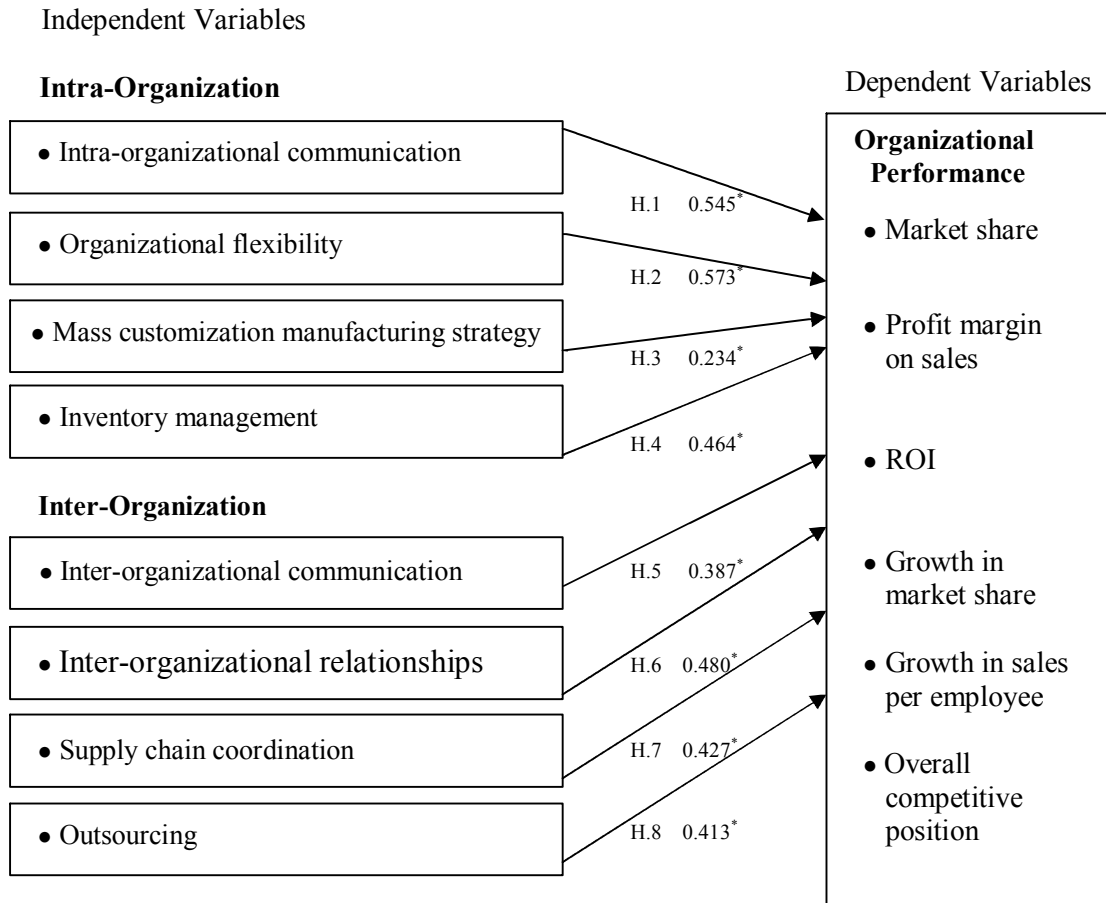 Independent Variables
Intra-Organization
Dependent Variables
• Intra-organizational communication
• Organizational flexibility
• Mass customization manufacturing strategy
• Inventory management
Inter-Organization
• Inter-organizational communication
• Inter-organizational relationships
• Supply chain coordination
• Outsourcing
H.1 0.545*
H.2 0.573*
H.3 0.234*
H.4 0.464*
H.5 0.387*
H.6 0.480*
H.7 0.427*
H.8 0.413*
Organizational
Performance
• Market share
• Profit margin
on sales
• ROI
• Growth in
market share
• Growth in sales
per employee
• Overall
competitive
position